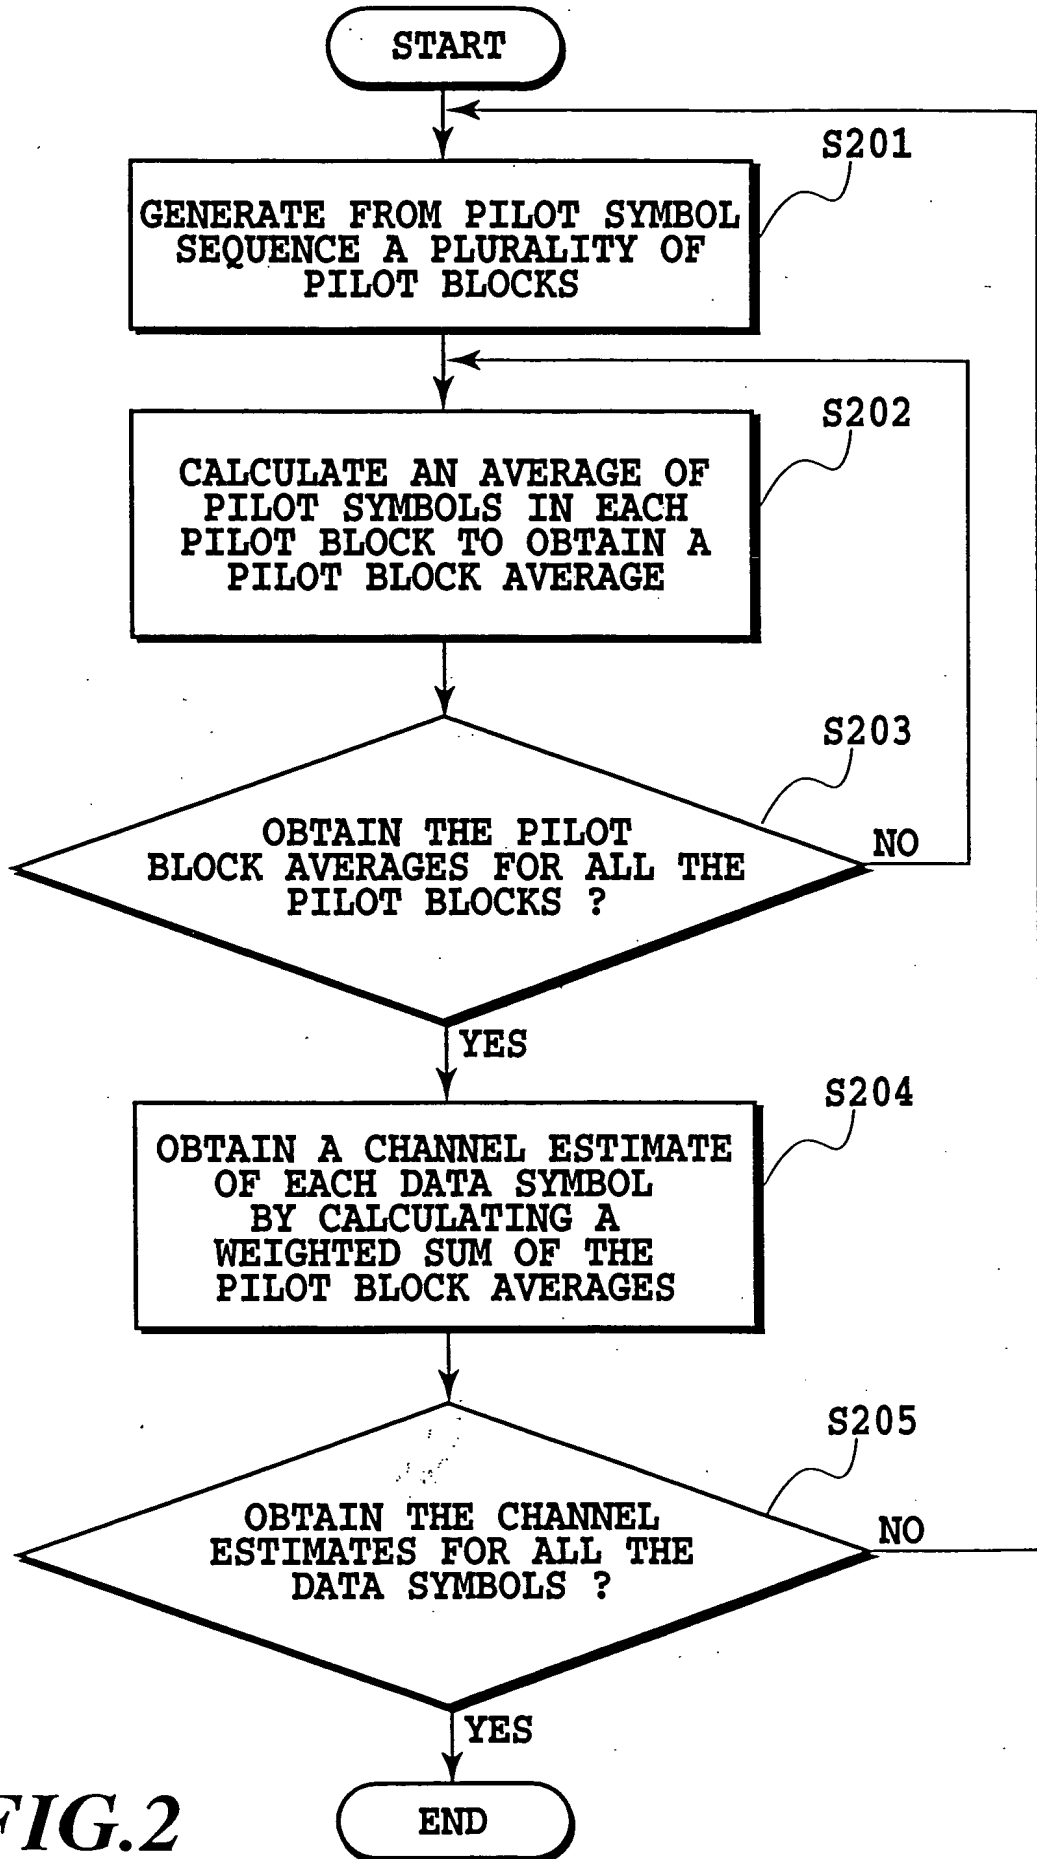 START
S201
GENERATE FROM PILOT SYMBOL
SEQUENCE A PLURALITY OF
PILOT BLOCKS
S202
CALCULATE AN AVERAGE OF
PILOT SYMBOLS IN EACH
PILOT BLOCK TO OBTAIN A
PILOT BLOCK AVERAGE
S203
OBTAIN THE PILOT
BLOCK AVERAGES FOR ALL THE
PILOT BLOCKS ?
NO
YES
S204
OBTAIN A CHANNEL ESTIMATE
OF EACH DATA SYMBOL
BY CALCULATING A
WEIGHTED SUM OF THE
PILOT BLOCK AVERAGES
S205
OBTAIN THE CHANNEL
ESTIMATES FOR ALL THE
DATA SYMBOLS ?
NO
YES
END
FIG.2